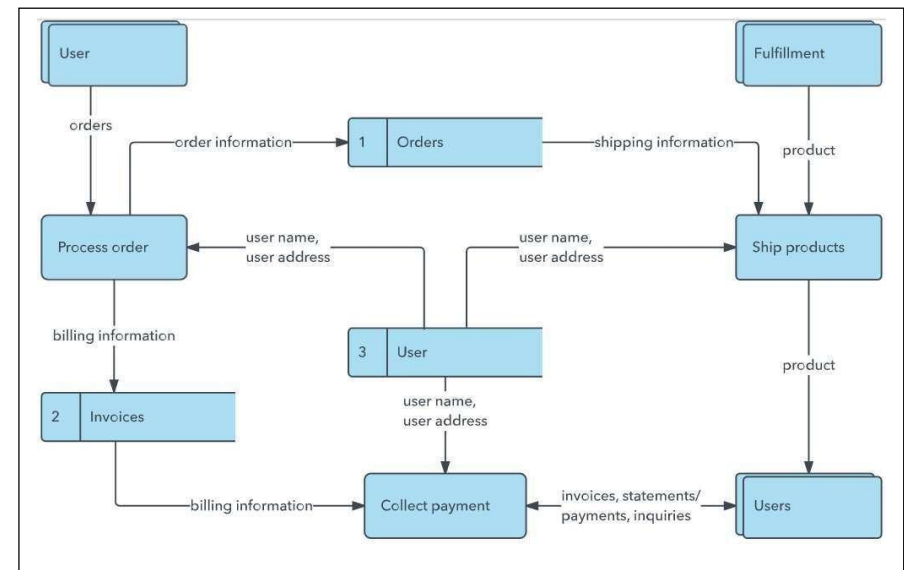 User
Fulfillment
orders
order information
1 Orders
shipping information
product
Process order
user name,
user address
user name,
user address
Ship products
billing information
3 User
product
2 Invoices
user name,
user address
billing information
Collect payment
invoices, statements/
payments, inquiries
Users